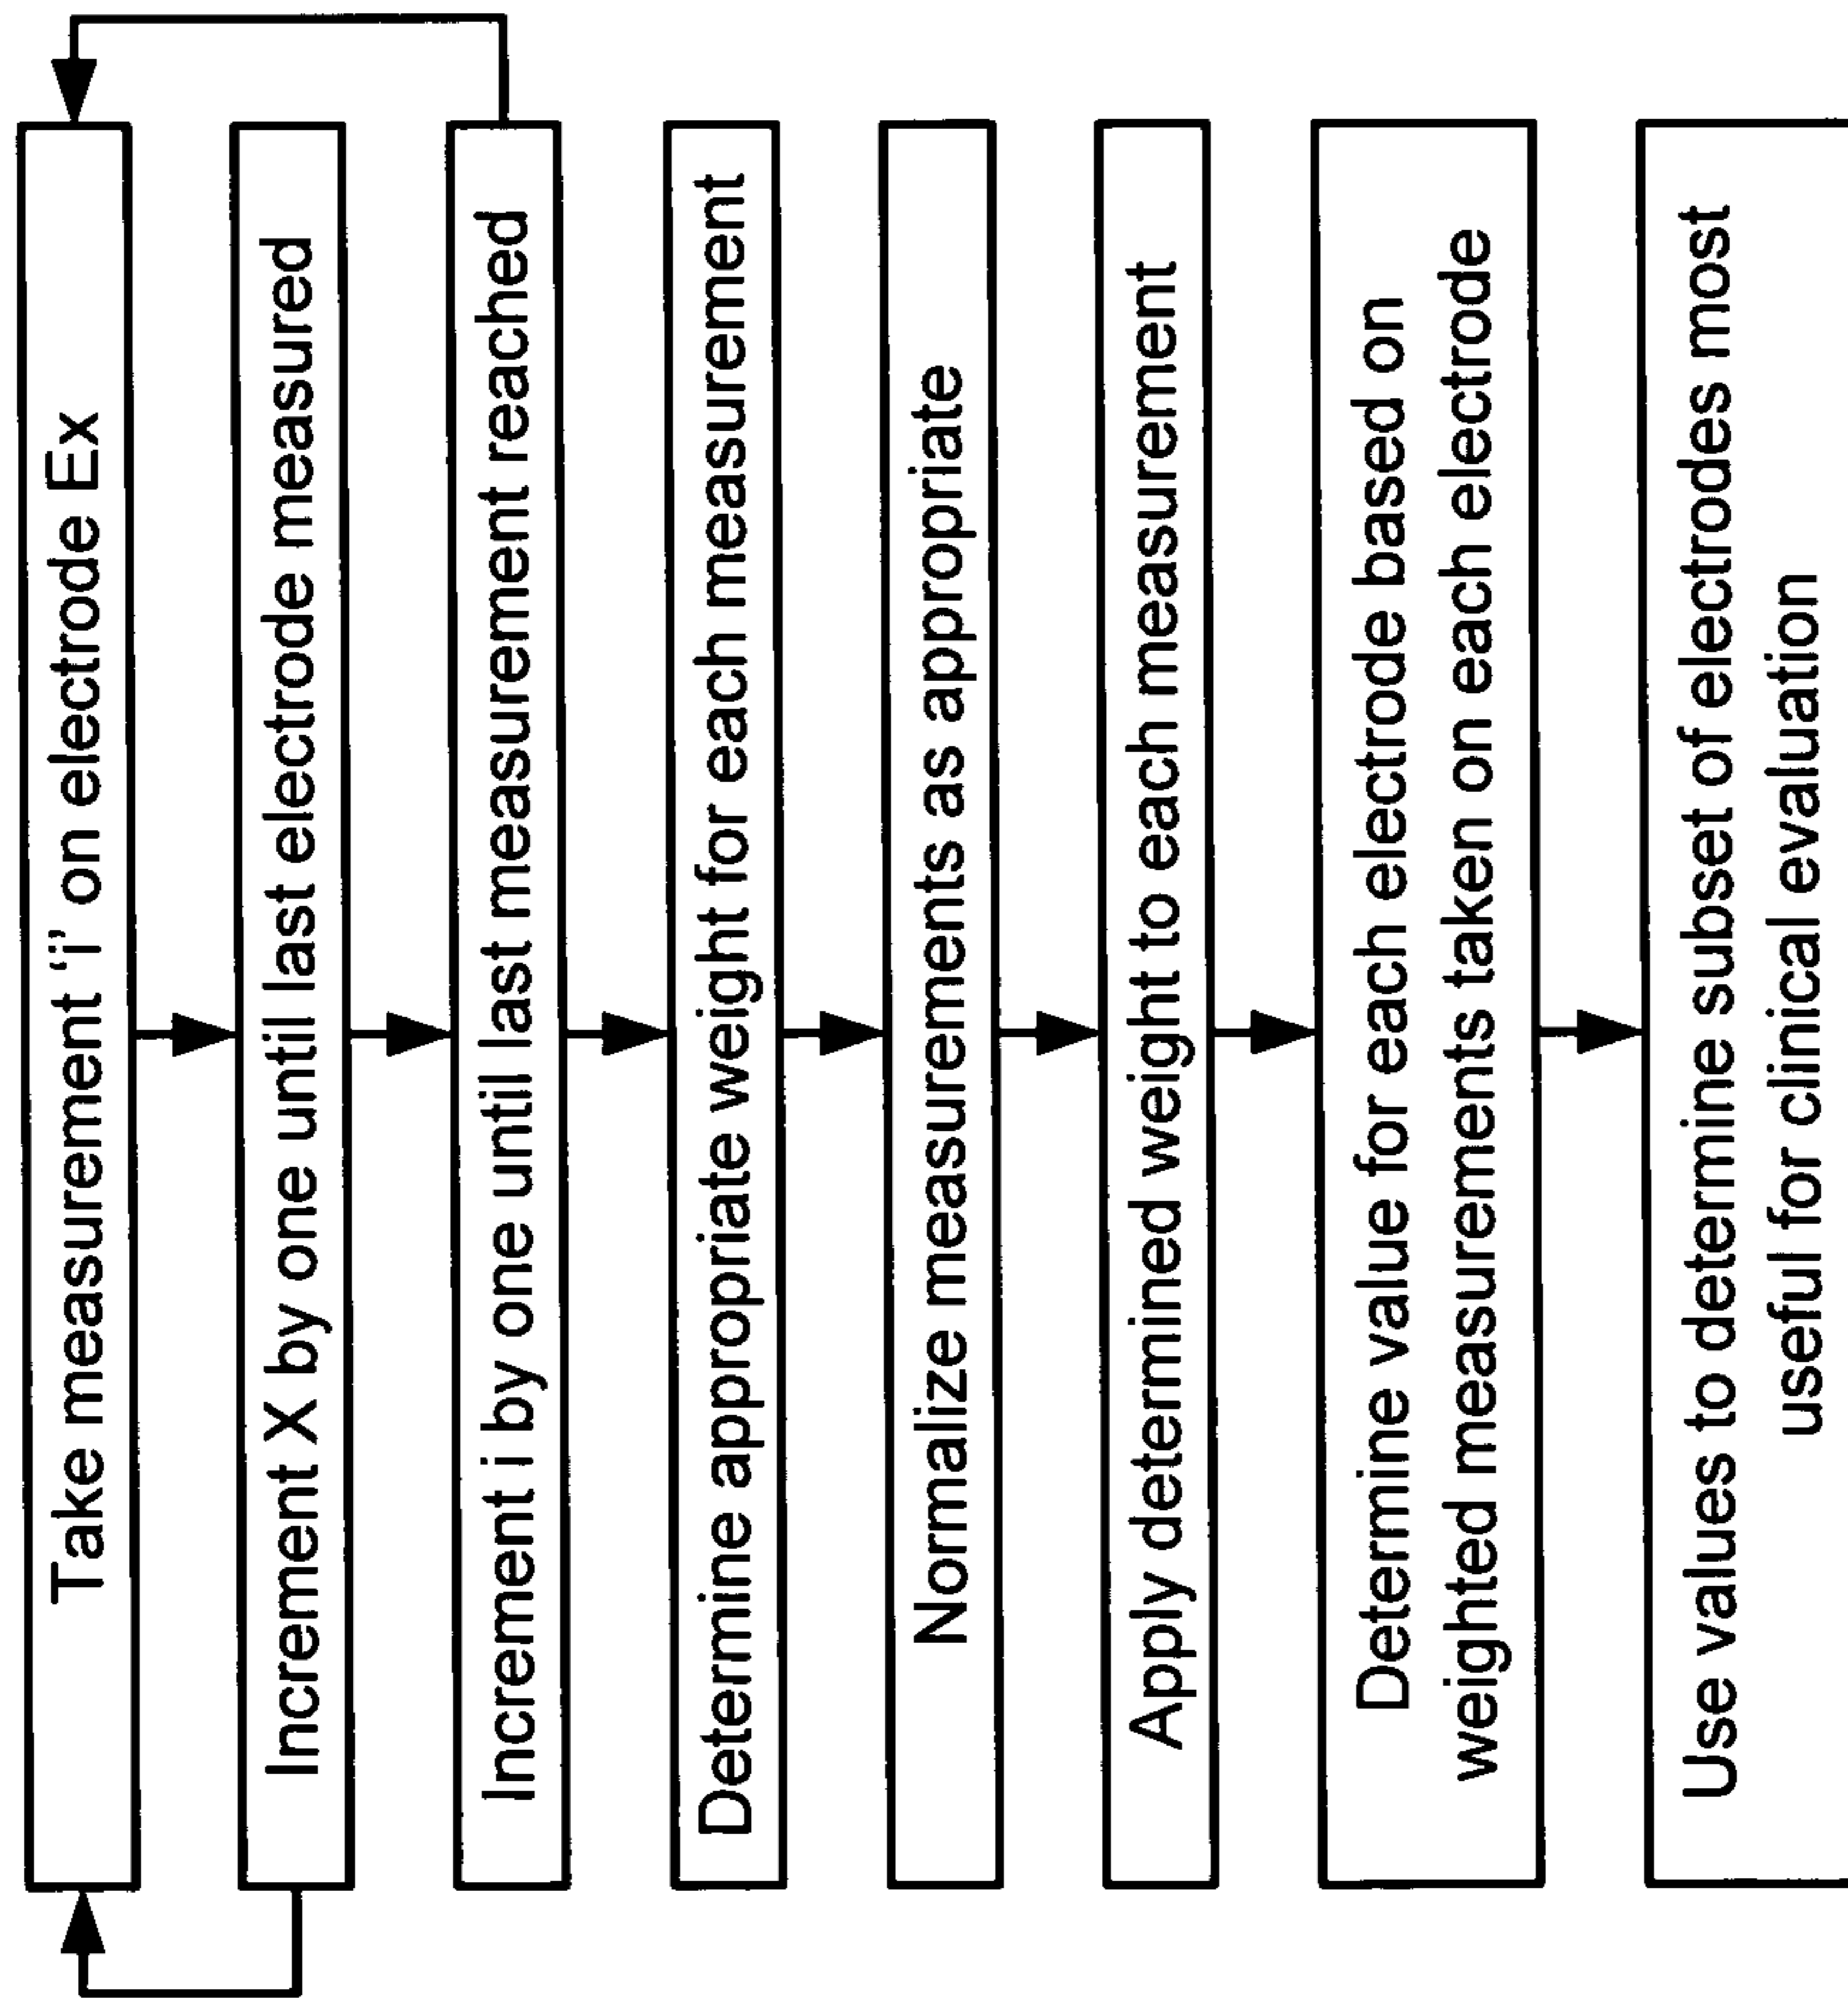 Take measurement ‘i’ on electrode Ex
Increment X by one until last electrode measured
Increment i by one until last measurement reached
Determine appropriate weight for each measurement
Normalize measurements as appropriate
Apply determined weight to each measurement
Determine value for each electrode based on
weighted measurements taken on each electrode
Use values to determine subset of electrodes most
useful for clinical evaluation